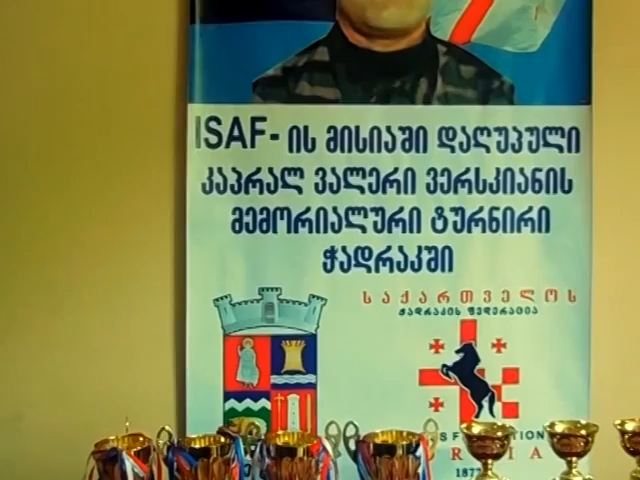 ISAF- ის მისიაში დაღუპული
კაპრალ ვალერი ვერსკიანის
მემორიალური ტურნირი
ჭადრაკში
საქართველოს
ჭადრაკის ფედერაცია